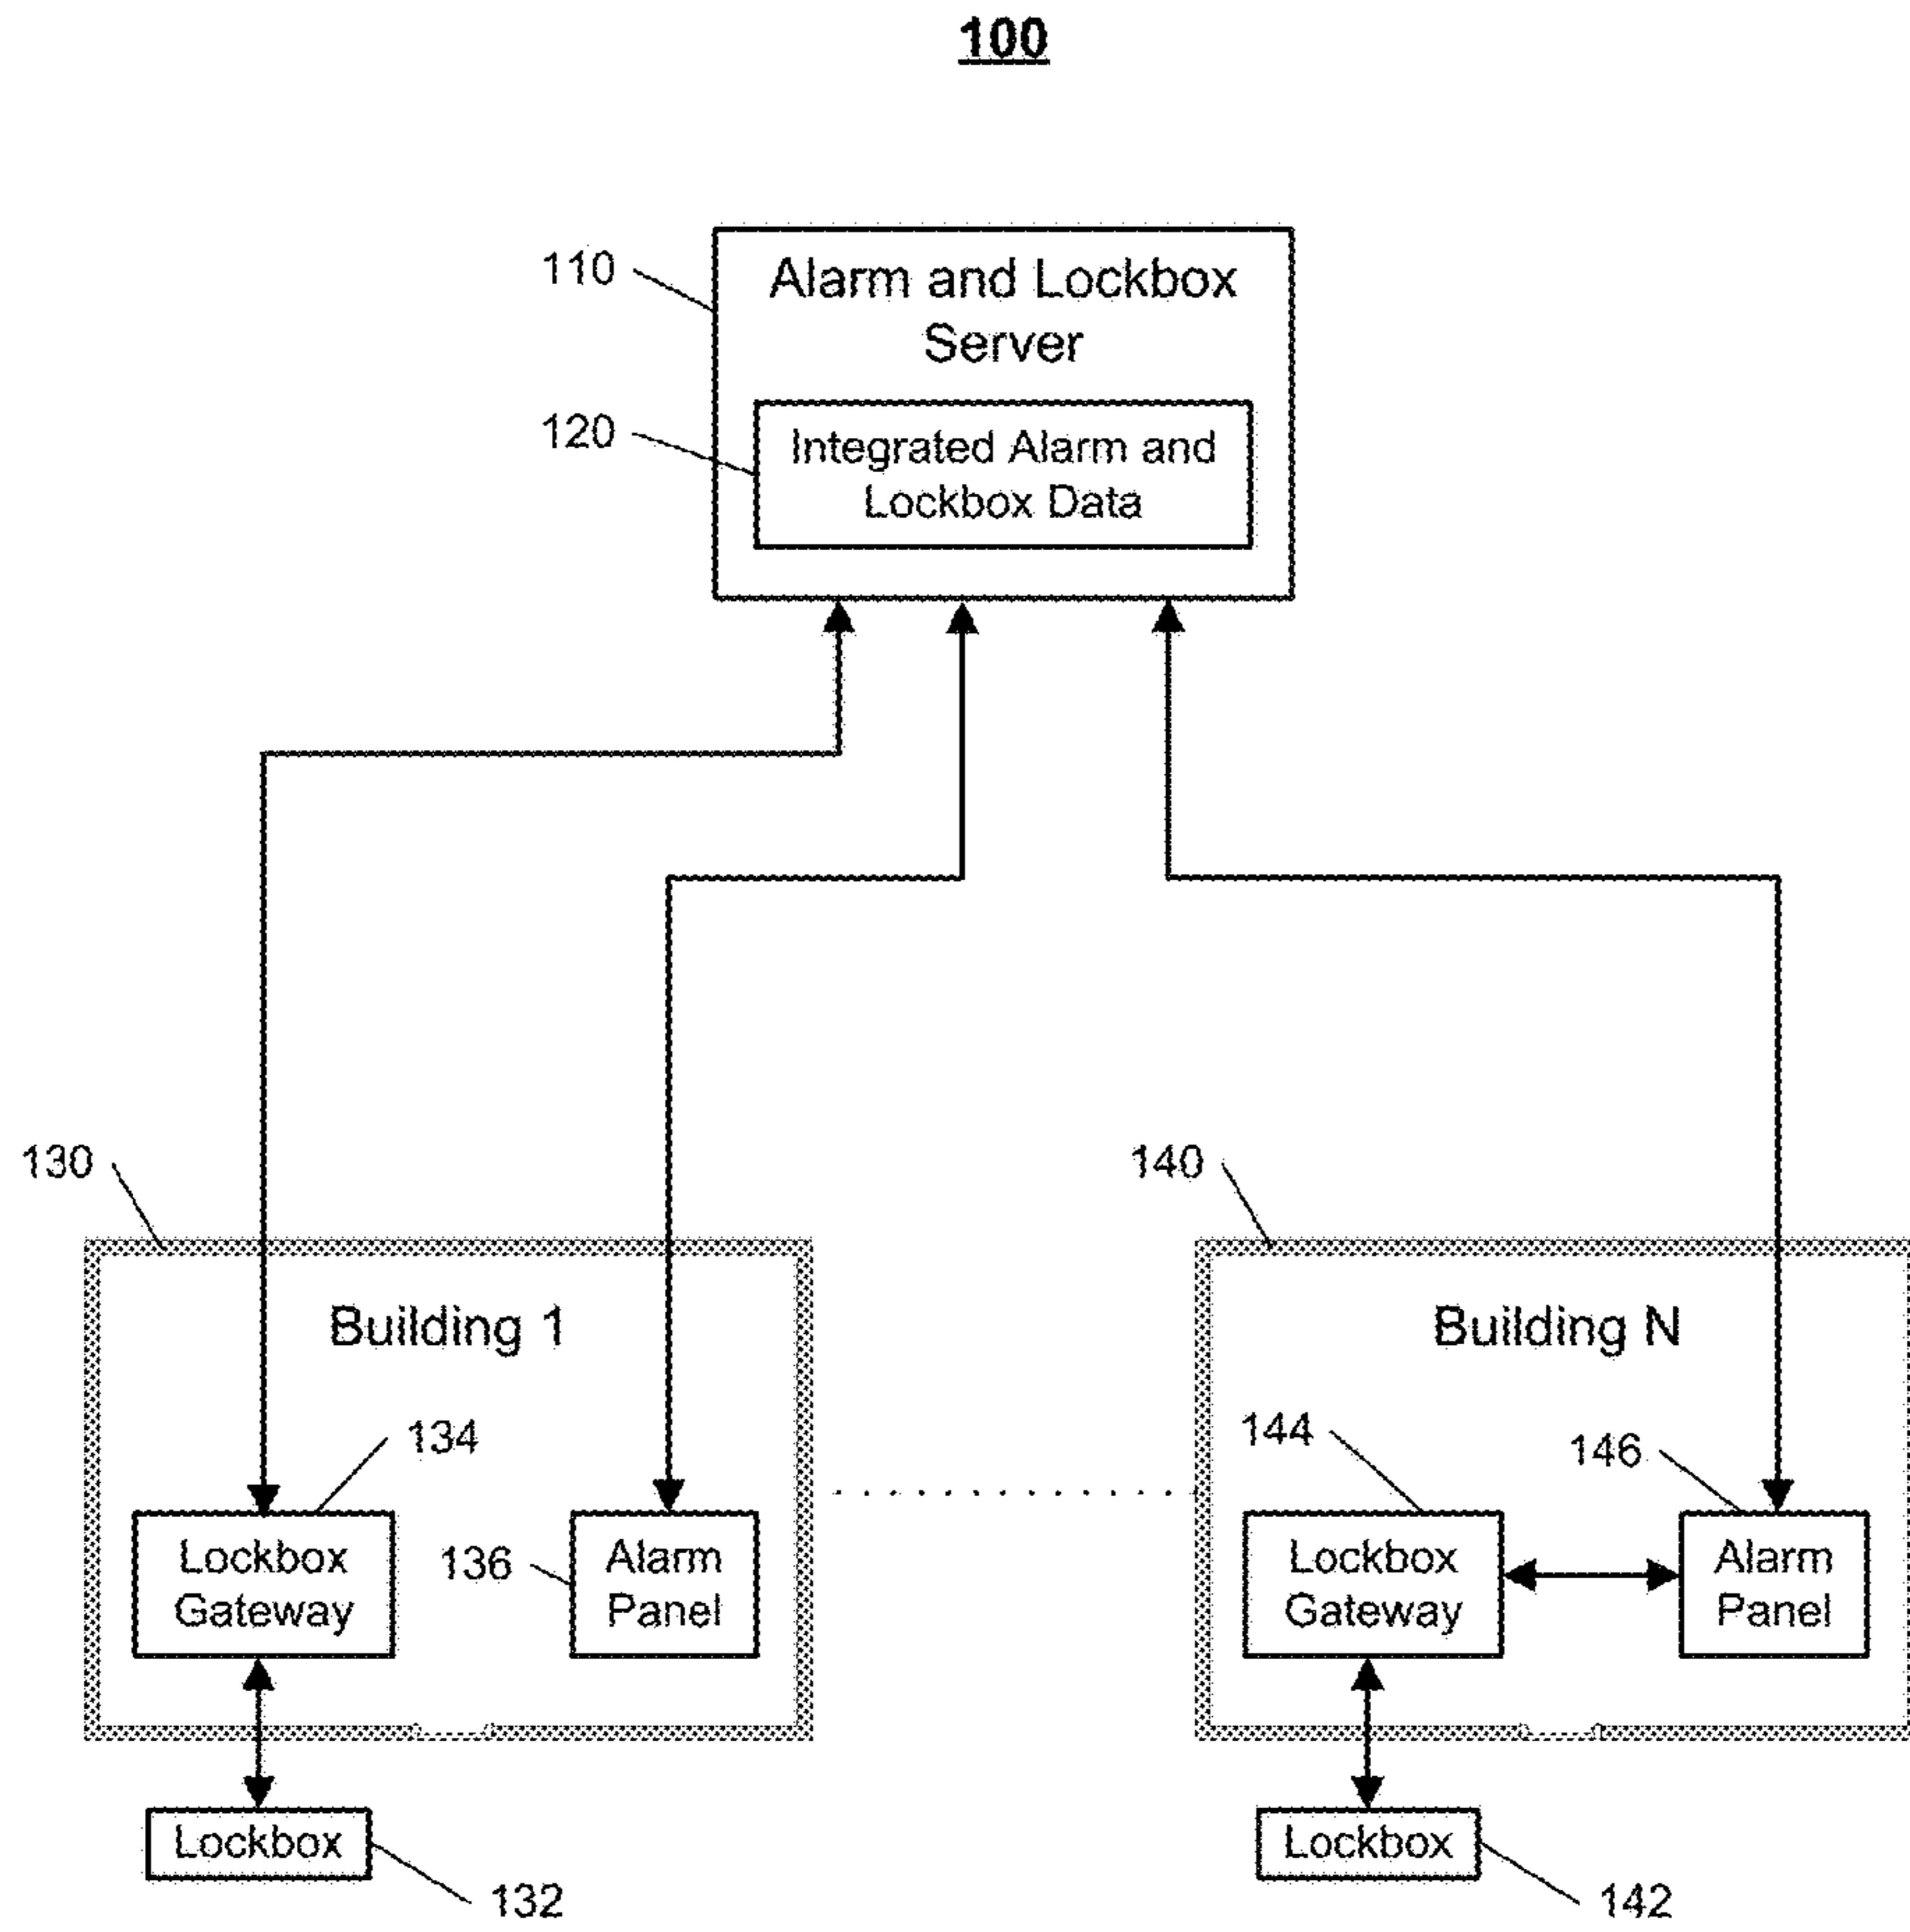 100
110
Alarm and Lockbox
Server
120
Integrated Alarm and
Lockbox Data
130
140
Building 1
Building N
134
144
146
Lockbox
Gateway
136
Alarm
Panel
Lockbox
Gateway
Alarm
Panel
Lockbox
132
Lockbox
142